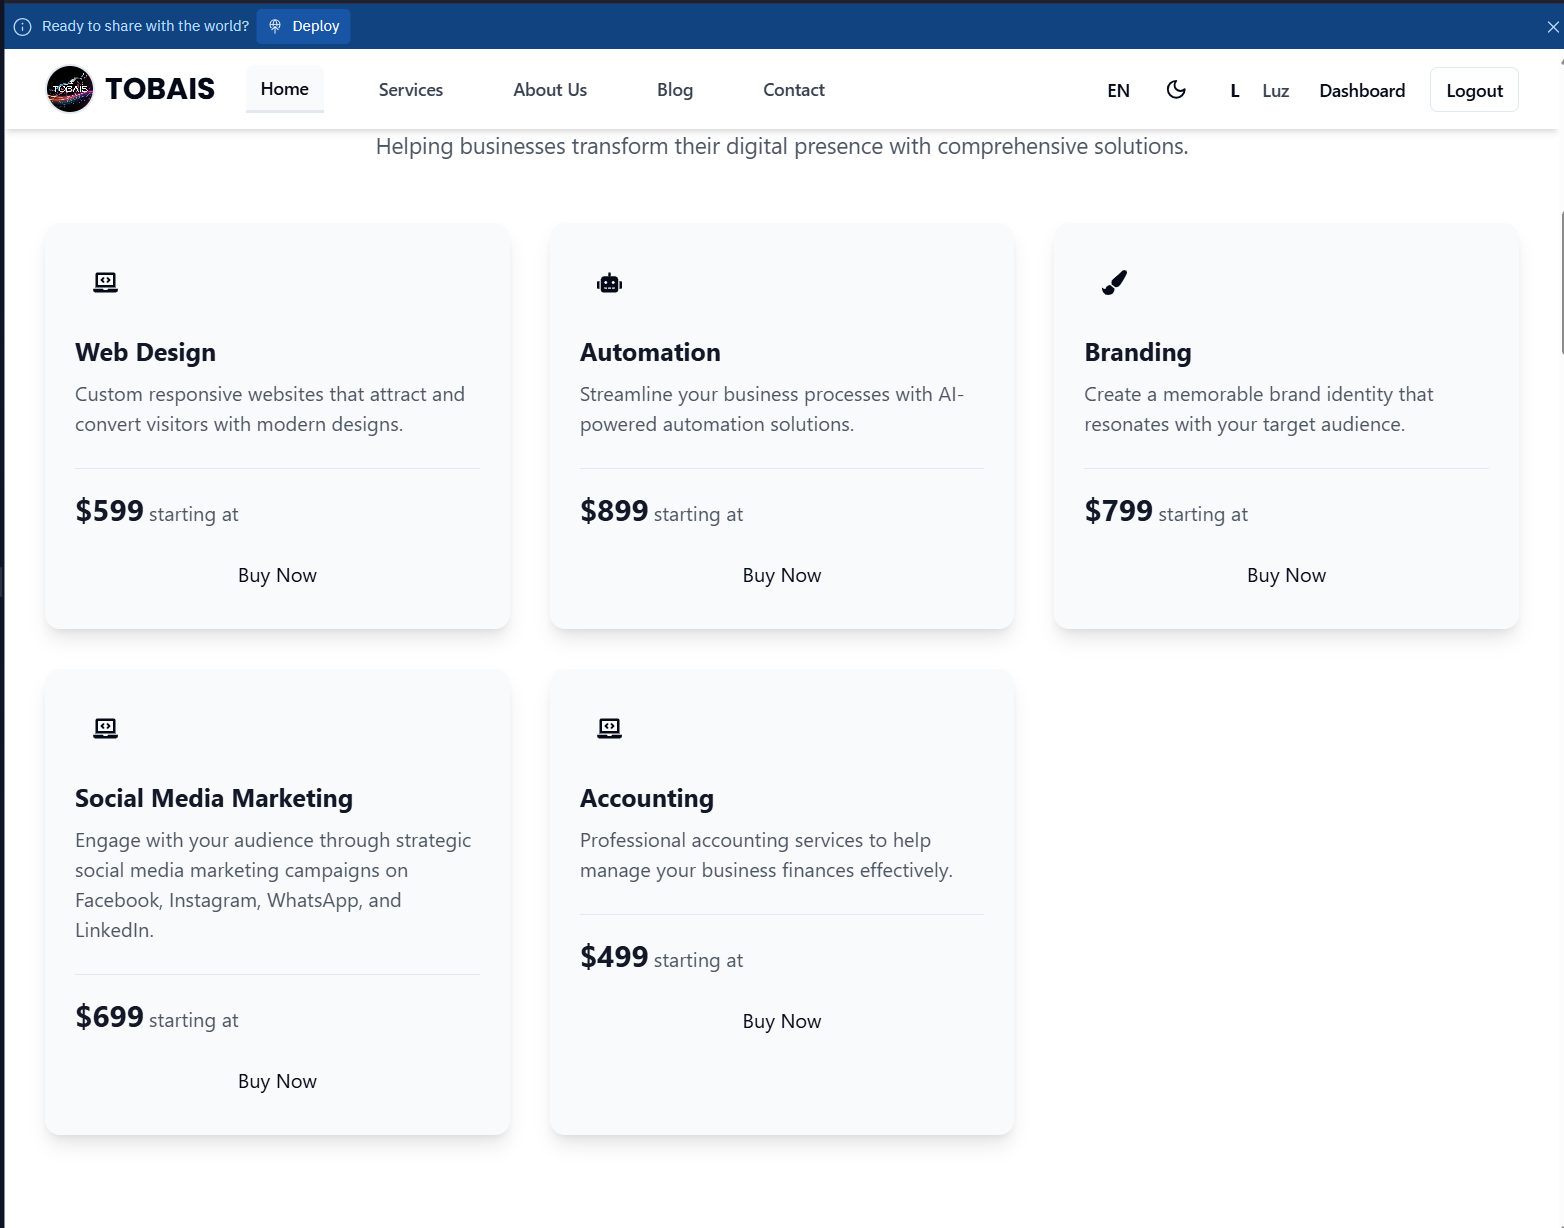 Ready to share with the world? Deploy
TOBAIS
TOBAIS Home Services About Us Blog Contact EN L Luz Dashboard Logout
Helping businesses transform their digital presence with comprehensive solutions.
Web Design
Custom responsive websites that attract and
convert visitors with modern designs.
$599 starting at
Buy Now
Automation
Streamline your business processes with AI-
powered automation solutions.
$899 starting at
Buy Now
Branding
Create a memorable brand identity that
resonates with your target audience.
$799 starting at
Buy Now
Social Media Marketing
Engage with your audience through strategic
social media marketing campaigns on
Facebook, Instagram, WhatsApp, and
LinkedIn.
$699 starting at
Buy Now
Accounting
Professional accounting services to help
manage your business finances effectively.
$499 starting at
Buy Now